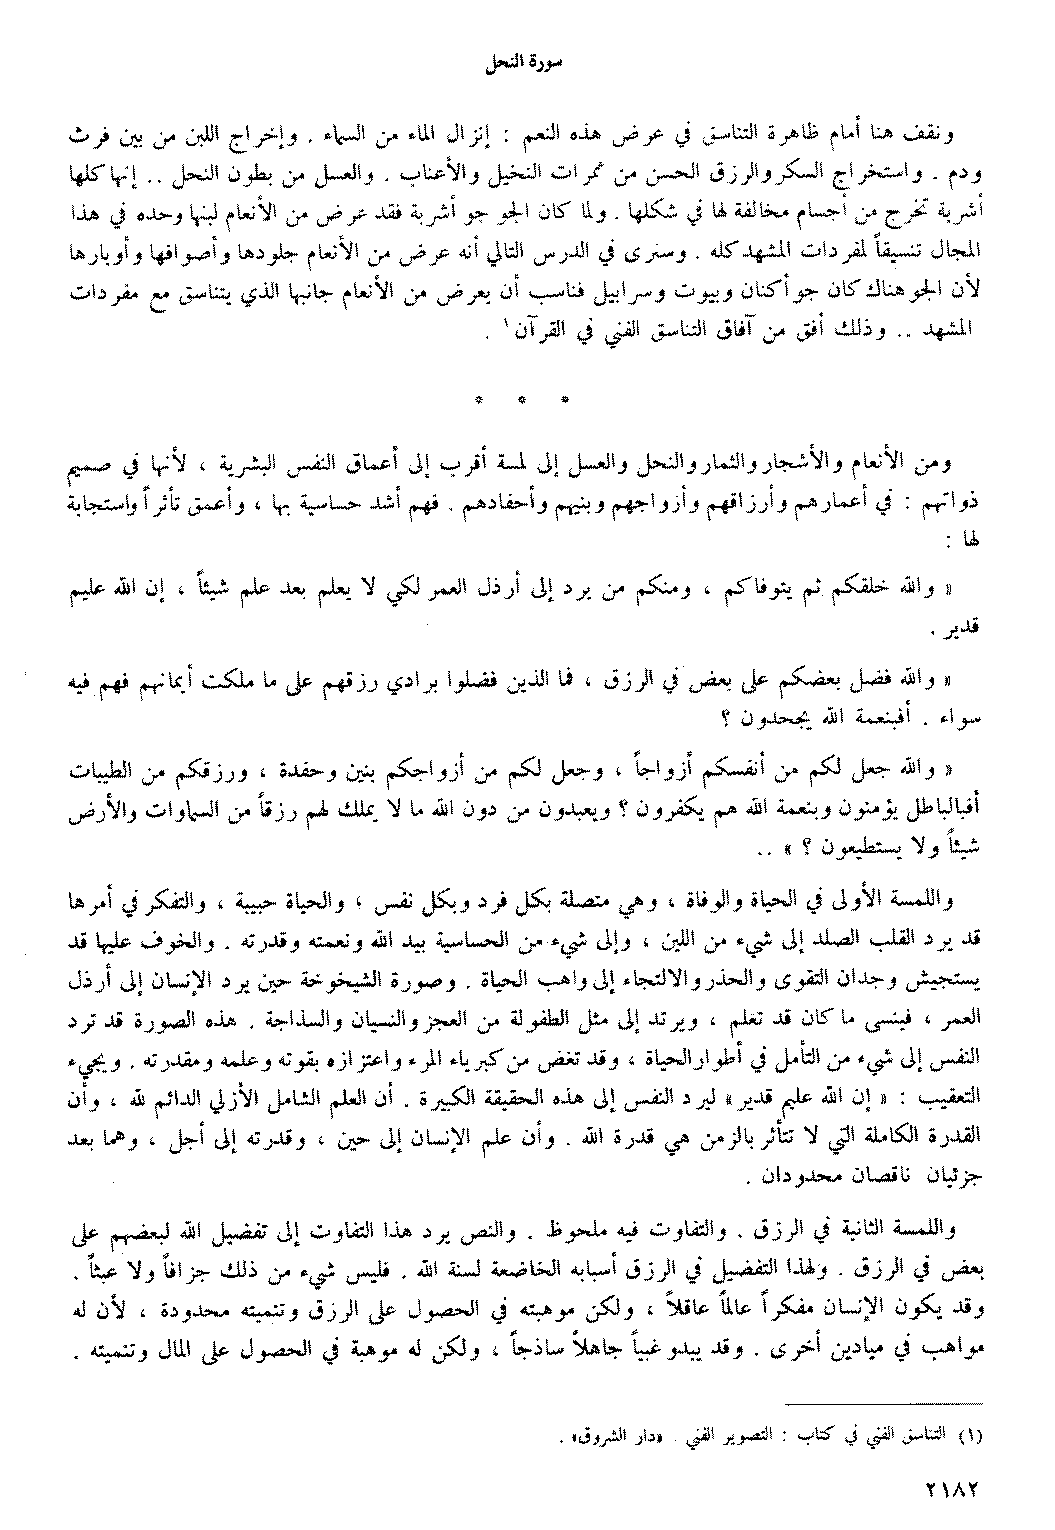 سورة النحل
ونقف هنا أمام ظاهرة التناسق في عرض هذه النعم : إنزال الماء من السماء . وإخراج اللبن من بين فرث
ودم . واستخراج السكر والرزق الحسن من ثمرات النخيل والأعناب . والعسل من بطون النحل .. إنها كلها
أشربة تخرج من أجسام مخالفة لها في شكلها . ولما كان الجو جو أشربة فقد عرض من الأنعام لبنها وحده في هذا
المجال تنسيقاً لمفردات المشهد كله . وسنرى في الدرس التالي أنه عرض من الأنعام جلودها وأصوافها وأوبارها
لأن الجو هناك كان جو أكنان وبيوت وسرابيل فناسب أن يعرض من الأنعام جانبها الذي يتناسق مع مفردات
المشهد .. وذلك أفق من آفاق التناسق الفني في القرآن ١ .
* * *
ومن الأنعام والأشجار والثمار والنحل والعسل إلى لمسة أقرب إلى أعماق النفس البشرية ، لأنها في صميم
ذواتهم : في أعمارهم وأرزاقهم وأزواجهم وبنيهم وأحفادهم . فهم أشد حساسية بها ، وأعمق تأثراً واستجابة
لها :
« والله خلقكم ثم يتوفاكم ، ومنكم من يرد إلى أرذل العمر لكي لا يعلم بعد علم شيئاً ، إن الله عليم
قدير .
« والله فضل بعضكم على بعض في الرزق ، فما الذين فضلوا برادي رزقهم على ما ملكت أيمانهم فهم فيه
سواء . أفبنعمة الله يجحدون ؟
« والله جعل لكم من أنفسكم أزواجاً ، وجعل لكم من أزواجكم بنين وحفدة ، ورزقكم من الطيبات
أفبالباطل يؤمنون وبنعمة الله هم يكفرون ؟ ويعبدون من دون الله ما لا يملك لهم رزقاً من السماوات والأرض
شيئاً ولا يستطيعون ؟ » ..
واللمسة الأولى في الحياة والوفاة ، وهي متصلة بكل فرد وبكل نفس ؛ والحياة حبيبة ، والتفكر في أمرها
قد يرد القلب الصلد إلى شيء من اللين ، وإلى شيء من الحساسية بيد الله ونعمته وقدرته . والخوف عليها قد
يستجيش وجدان التقوى والحذر والالتجاء إلى واهب الحياة . وصورة الشيخوخة حين يرد الإنسان إلى أرذل
العمر ، فينسى ما كان قد تعلم ، ويرتد إلى مثل الطفولة من العجز والنسيان والسذاجة . هذه الصورة قد ترد
النفس إلى شيء من التأمل في أطوار الحياة ، وقد تغض من كبرياء المرء واعتزازه بقوته وعلمه ومقدرته . ويجيء
التعقيب : « إن الله عليم قدير » ليرد النفس إلى هذه الحقيقة الكبيرة . أن العلم الشامل الأزلي الدائم لله ، وأن
القدرة الكاملة التي لا تتأثر بالزمن هي قدرة الله . وأن علم الإنسان إلى حين ، وقدرته إلى أجل ، وهما بعد
جزئيان ناقصان محدودان .
واللمسة الثانية في الرزق . والتفاوت فيه ملحوظ . والنص يرد هذا التفاوت إلى تفضيل الله لبعضهم على
بعض في الرزق . ولهذا التفضيل في الرزق أسبابه الخاضعة لسنة الله . فليس شيء من ذلك جزافاً ولا عبثاً .
وقد يكون الإنسان مفكراً عالماً عاقلاً ، ولكن موهبته في الحصول على الرزق وتنميته محدودة ، لأن له
مواهب في ميادين أخرى . وقد يبدو غبياً جاهلاً ساذجاً ، ولكن له موهبة في الحصول على المال وتنميته .
(١) التناسق الفني في كتاب : التصوير الفني . «دار الشروق» .
٢١٨٢